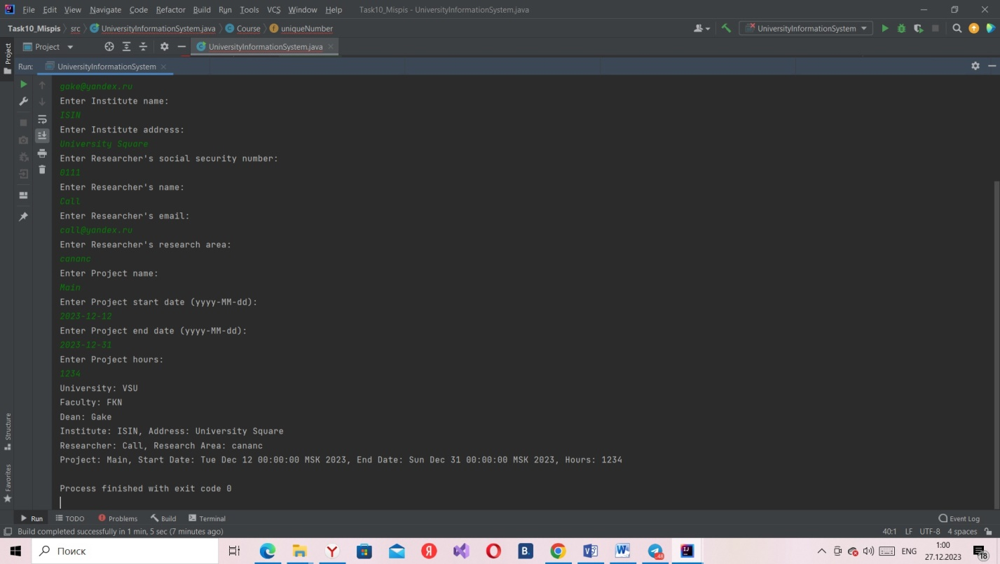 File Edit View Navigate Code Refactor Build Run Tools VCS Window Help Task10_Mispis - UniversityInformationSystem.java
Task10_Mispis src UniversityInformationSystem.java Course uniqueNumber UniversityInformationSystem
Project UniversityInformationSystem.java
Run: UniversityInformationSystem
gake@yandex.ru
Enter Institute name:
ISIN
Enter Institute address:
University Square
Enter Researcher's social security number:
0111
Enter Researcher's name:
Call
Enter Researcher's email:
call@yandex.ru
Enter Researcher's research area:
cananc
Enter Project name:
Main
Enter Project start date (yyyy-MM-dd):
2023-12-12
Enter Project end date (yyyy-MM-dd):
2023-12-31
Enter Project hours:
1234
University: VSU
Faculty: FKN
Dean: Gake
Institute: ISIN, Address: University Square
Researcher: Call, Research Area: cananc
Project: Main, Start Date: Tue Dec 12 00:00:00 MSK 2023, End Date: Sun Dec 31 00:00:00 MSK 2023, Hours: 1234
Process finished with exit code 0
Project
Structure
Favorites
Run TODO Problems Build Terminal Event Log
Build completed successfully in 1 min, 5 sec (7 minutes ago) 40:1 LF UTF-8 4 spaces
Поиск ENG 1:00
27.12.2023
18
48